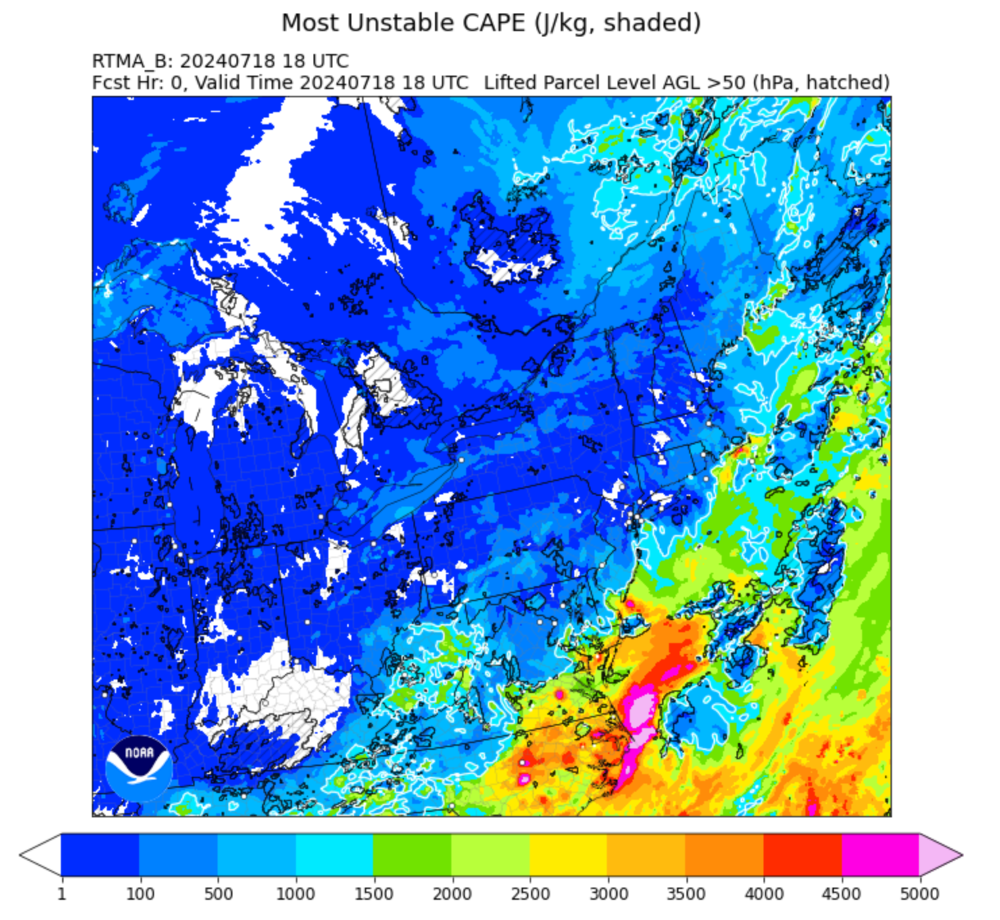 Most Unstable CAPE (J/kg, shaded)
RTMA_B: 20240718 18 UTC
Fcst Hr: 0, Valid Time 20240718 18 UTC Lifted Parcel Level AGL >50 (hPa, hatched)
NOAA
1 100 500 1000 1500 2000 2500 3000 3500 4000 4500 5000